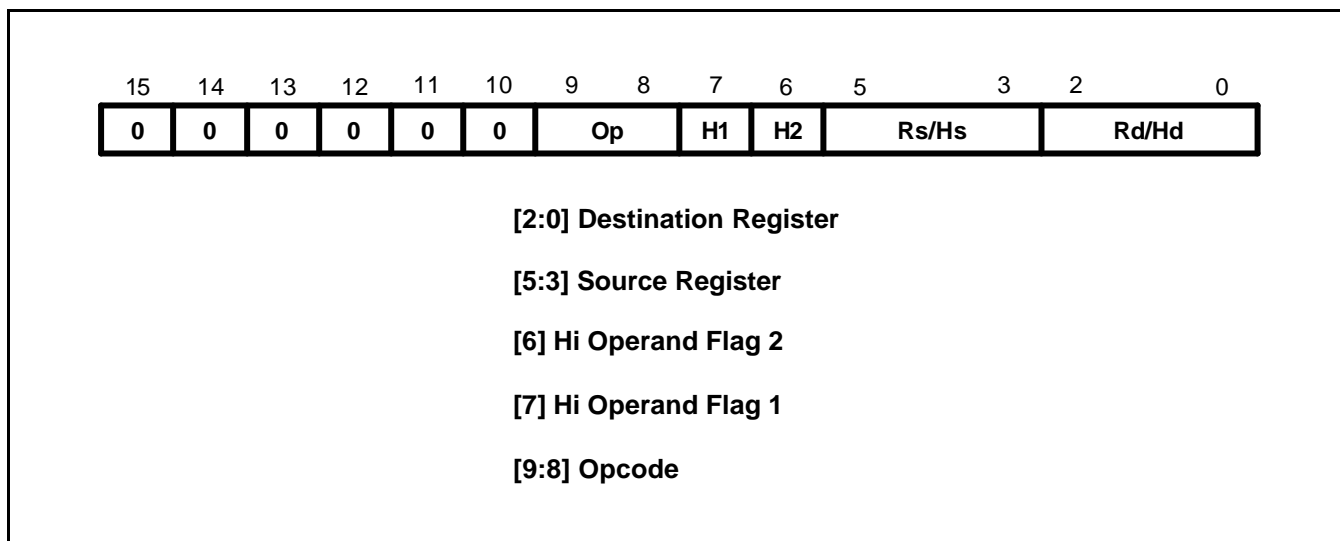 15 14 13 12 11 10 9 8 7 6 5 3 2 0
0 0 0 0 0 0 Op H1 H2 Rs/Hs Rd/Hd
[2:0] Destination Register
[5:3] Source Register
[6] Hi Operand Flag 2
[7] Hi Operand Flag 1
[9:8] Opcode